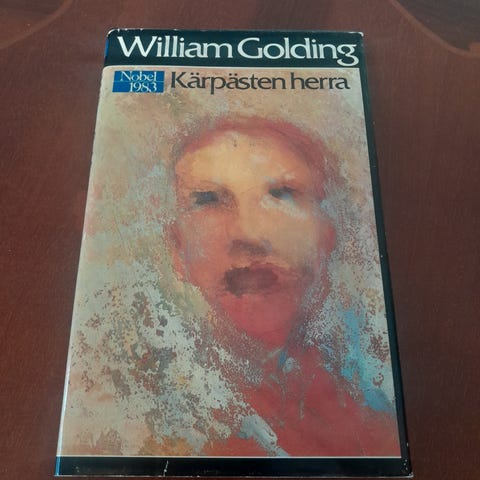 William Golding
Nobel
1983
Kärpästen herra